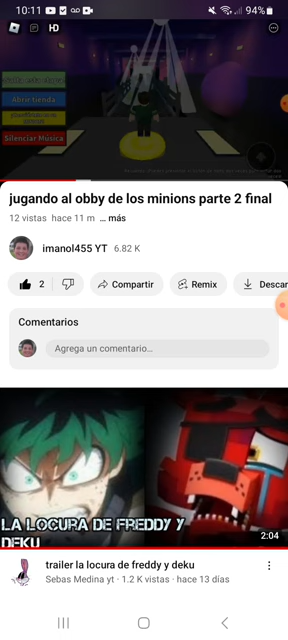 10:11
94%
HD
Abrir tienda
Silenciar Música
jugando al obby de los minions parte 2 final
12 vistas hace 11 m ... más
imanol455 YT 6.82 K
2 Compartir Remix Descar
Comentarios
Agrega un comentario...
LA LOCURA DE FREDDY Y
DEKU
2:04
trailer la locura de freddy y deku
Sebas Medina yt · 1.2 K vistas · hace 13 días